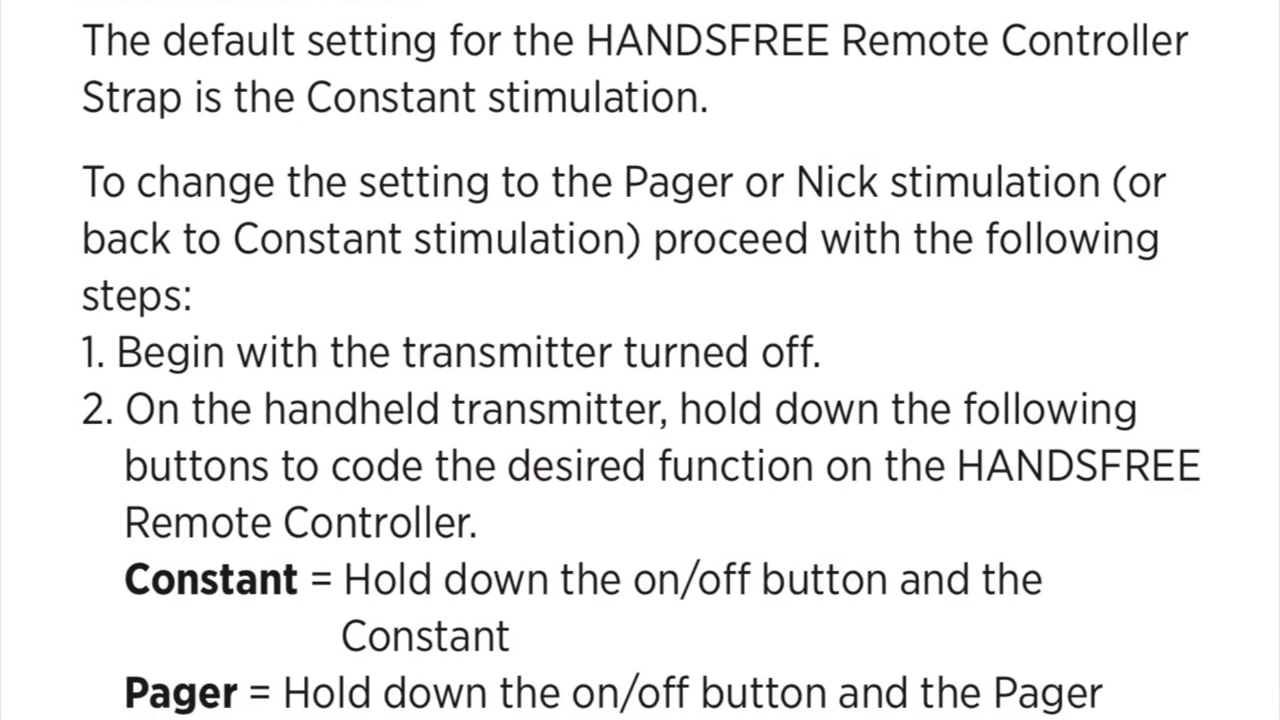 The default setting for the HANDSFREE Remote Controller
Strap is the Constant stimulation.
To change the setting to the Pager or Nick stimulation (or
back to Constant stimulation) proceed with the following
steps:
1. Begin with the transmitter turned off.
2. On the handheld transmitter, hold down the following
buttons to code the desired function on the HANDSFREE
Remote Controller.
Constant = Hold down the on/off button and the
Constant
Pager = Hold down the on/off button and the Pager